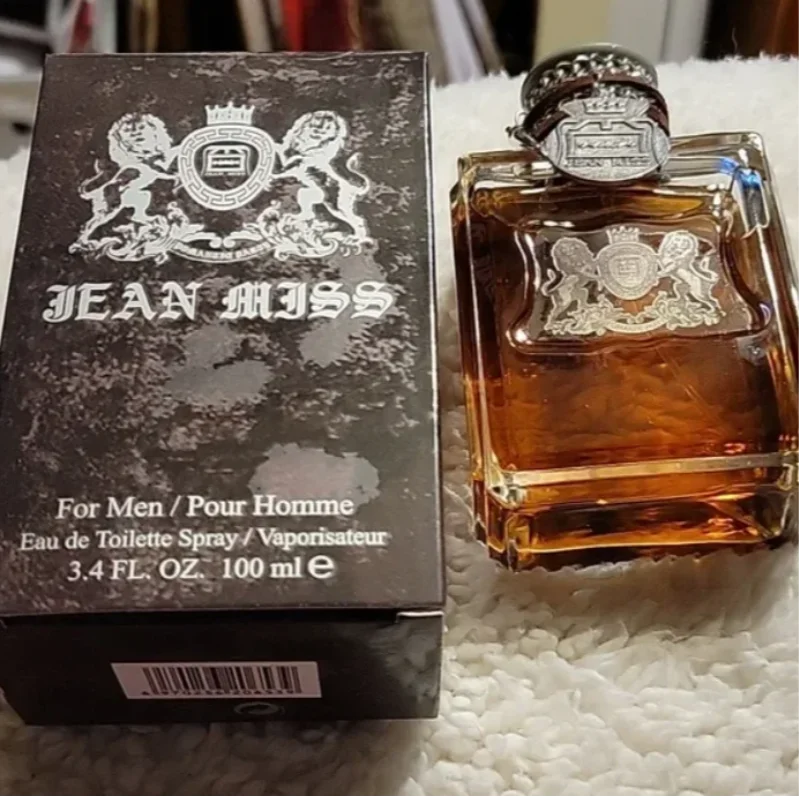 JEAN MISS
For Men / Pour Homme
Eau de Toilette Spray / Vaporisateur
3.4 FL. OZ. 100 ml e
JEAN MISS